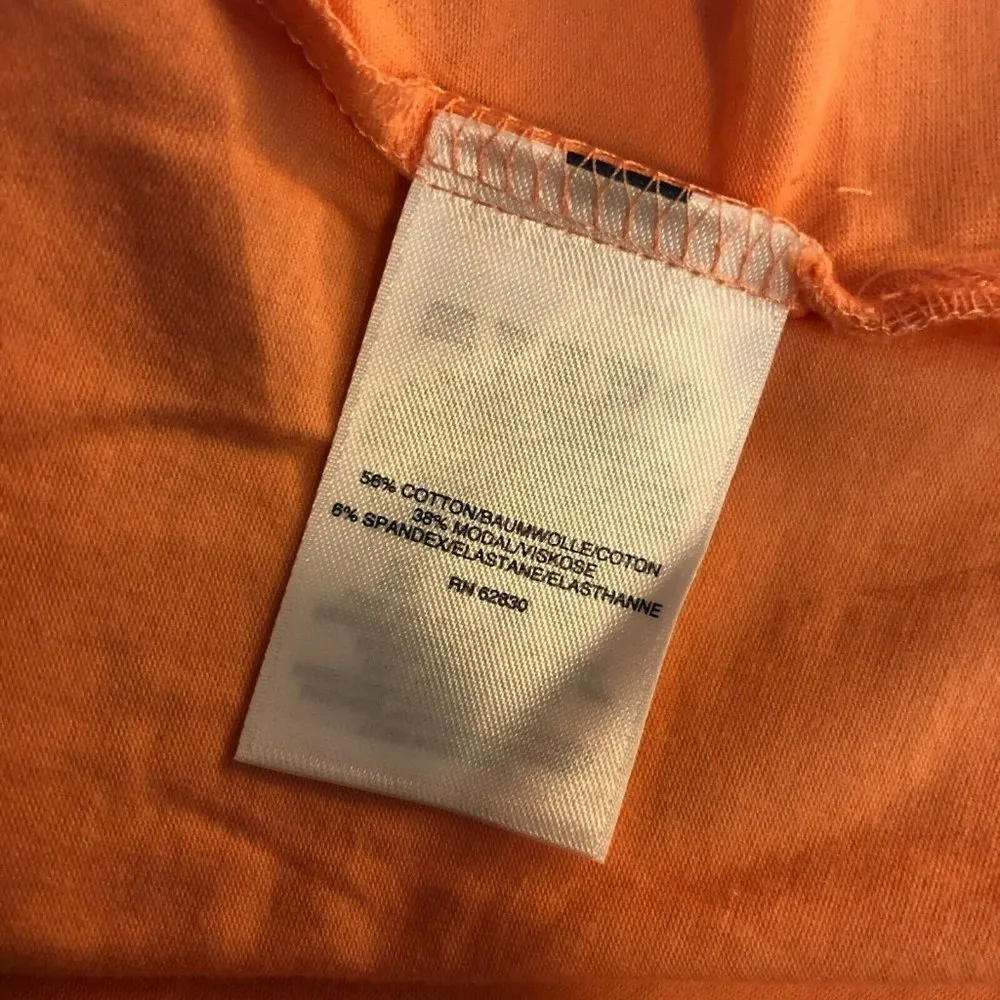 56% COTTON/BAUMWOLLE/COTON
38% MODAL/VISKOSE
6% SPANDEX/ELASTANE/ELASTHANNE
RN 62830